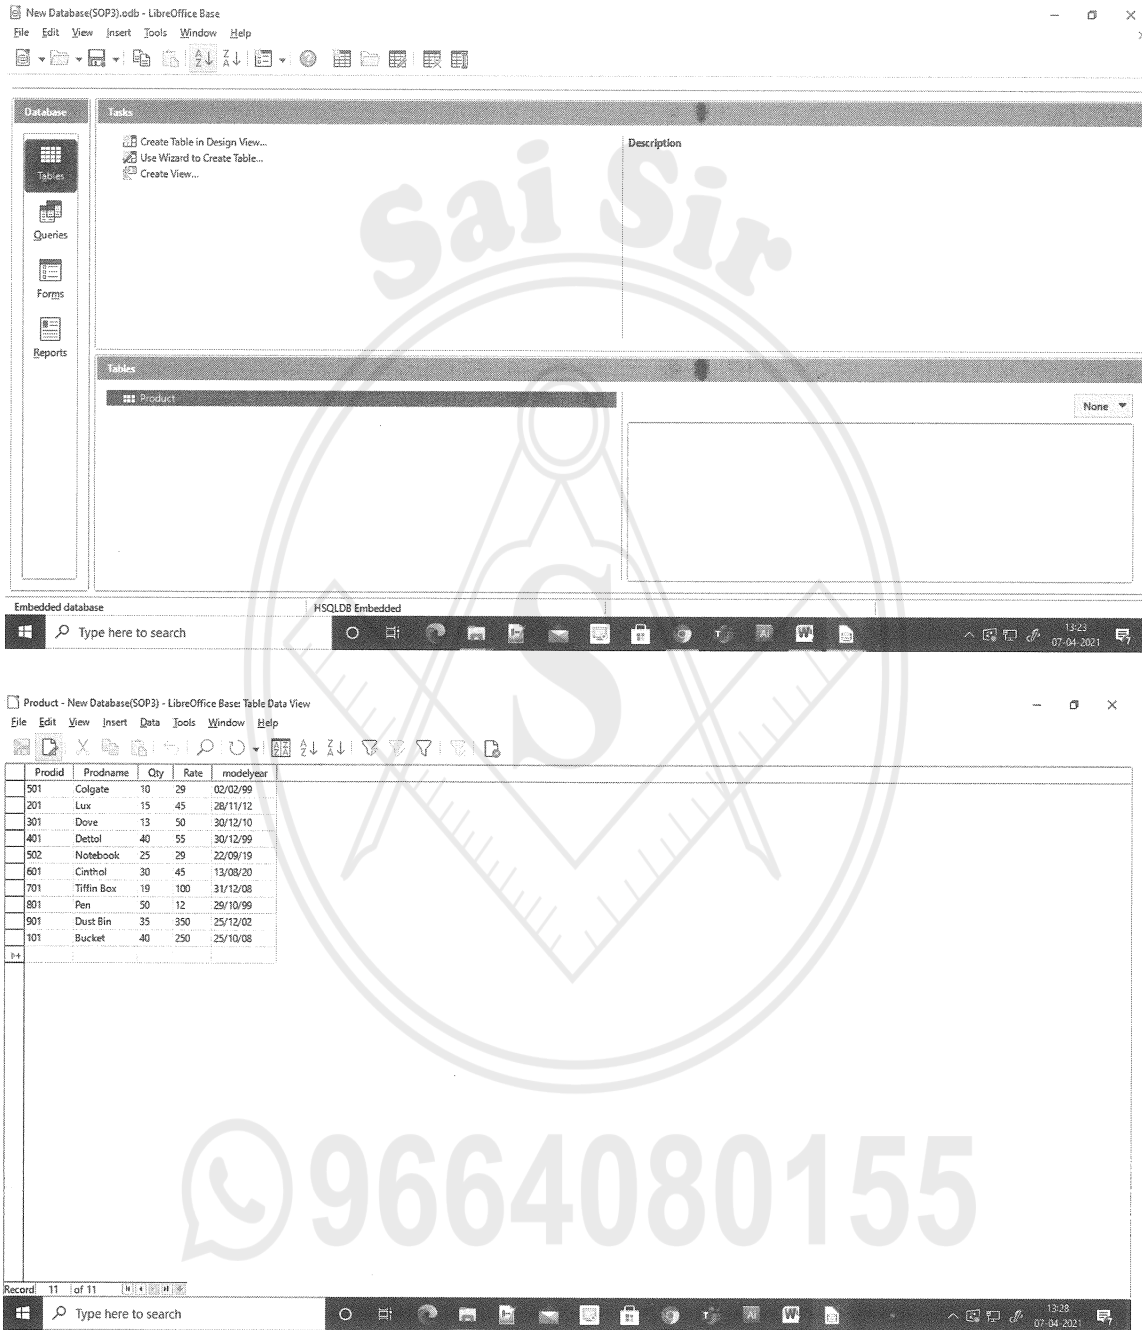 New Database(SOP3).odb - LibreOffice Base
File Edit View Insert Tools Window Help
Database
Tasks
Create Table in Design View...
Use Wizard to Create Table...
Create View...
Description
Tables
Queries
Forms
Reports
Tables
Product
None
Embedded database HSQLDB Embedded
Type here to search
13:23
07-04-2021
Product - New Database(SOP3) - LibreOffice Base: Table Data View
File Edit View Insert Data Tools Window Help
Prodid Prodname Qty Rate modelyear
501 Colgate 10 29 02/02/99
201 Lux 15 45 28/11/12
301 Dove 13 50 30/12/10
401 Dettol 40 55 30/12/99
502 Notebook 25 29 22/09/19
601 Cinthol 30 45 13/08/20
701 Tiffin Box 19 100 31/12/08
801 Pen 50 12 29/10/99
901 Dust Bin 35 350 25/12/02
101 Bucket 40 250 25/10/08
Record 11 of 11
Type here to search
13:28
07-04-2021
Sai Sir
S
9664080155